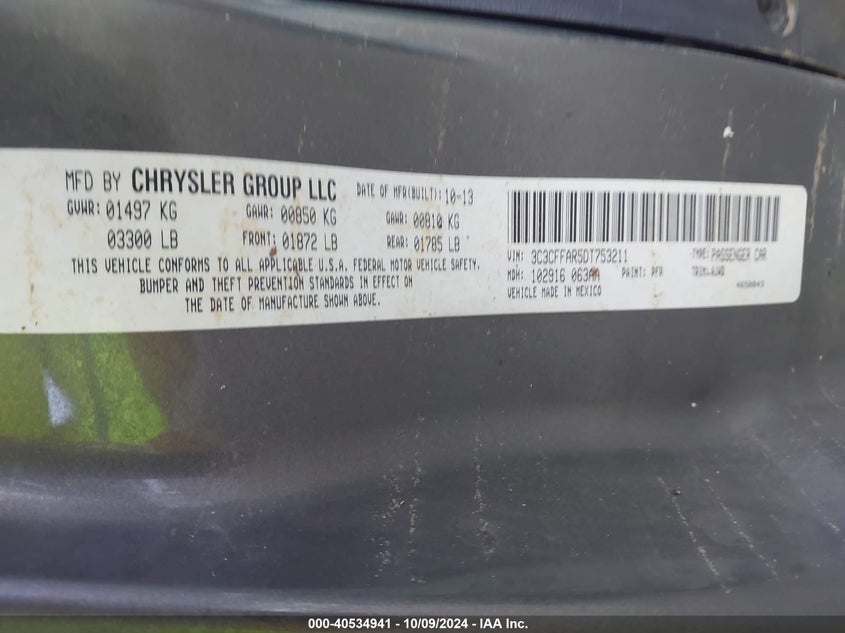 MFD BY CHRYSLER GROUP LLC DATE OF MFR(BUILT): 10-13
GVWR: 01497 KG GAWR: 00850 KG GAWR: 00810 KG
03300 LB FRONT: 01872 LB REAR: 01785 LB
THIS VEHICLE CONFORMS TO ALL APPLICABLE U.S.A. FEDERAL MOTOR VEHICLE SAFETY,
BUMPER AND THEFT PREVENTION STANDARDS IN EFFECT ON
THE DATE OF MANUFACTURE SHOWN ABOVE.
VIN: 3C3CFFAR5DT753211 TYPE: PASSENGER CAR
MDH: 102916 063AA PAINT: PFR TRIM: AJW8
VEHICLE MADE IN MEXICO 4658043
000-40534941 - 10/09/2024 - IAA Inc.